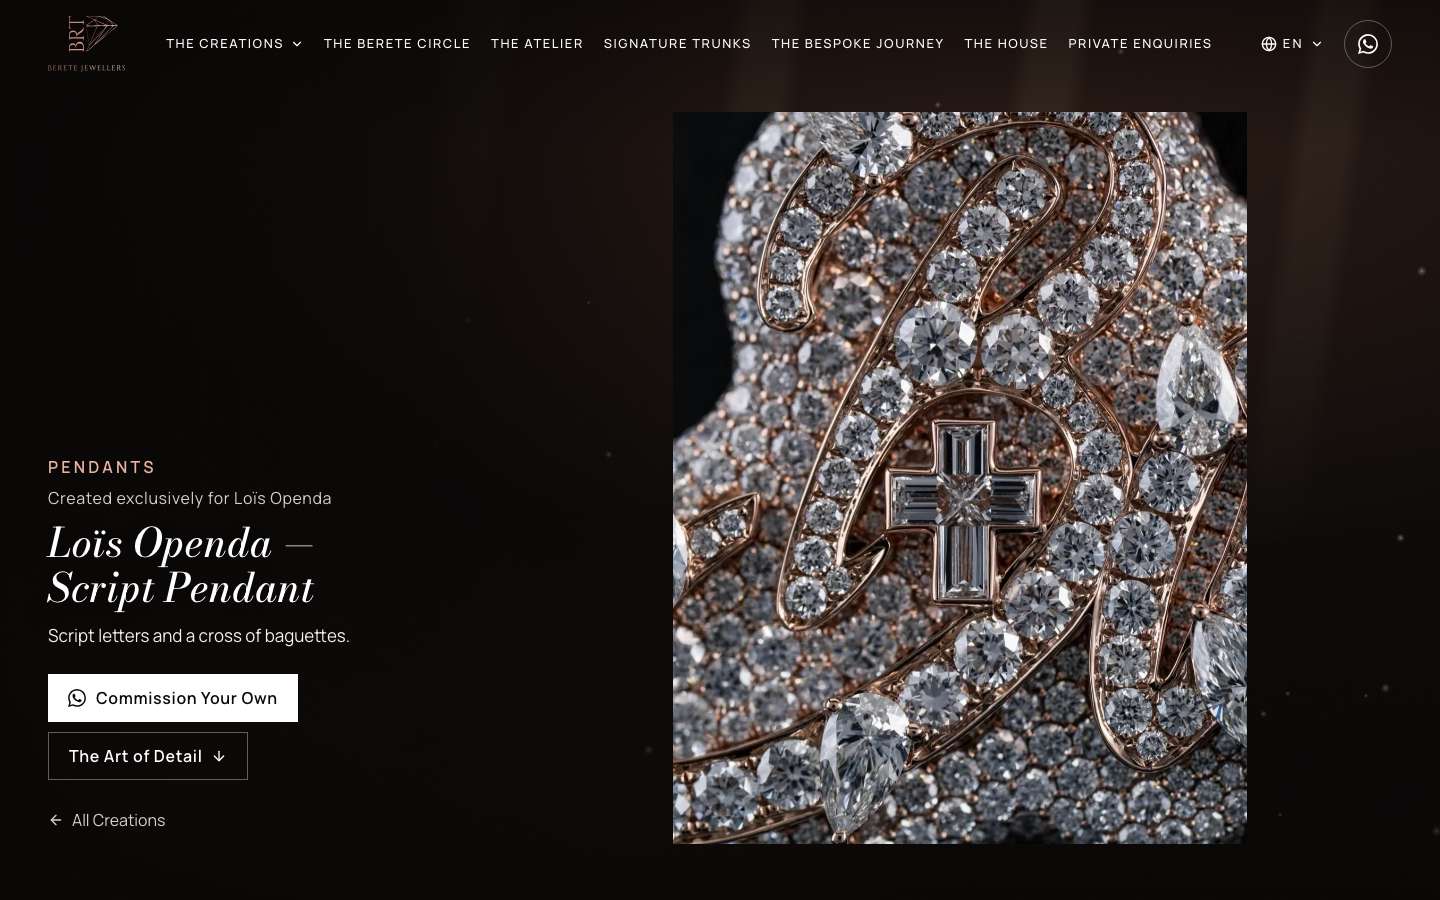 BRT
BERETE JEWELLERS
THE CREATIONS
THE BERETE CIRCLE
THE ATELIER
SIGNATURE TRUNKS
THE BESPOKE JOURNEY
THE HOUSE
PRIVATE ENQUIRIES
EN
PENDANTS
Created exclusively for Loïs Openda
Loïs Openda —
Script Pendant
Script letters and a cross of baguettes.
Commission Your Own
The Art of Detail ↓
← All Creations